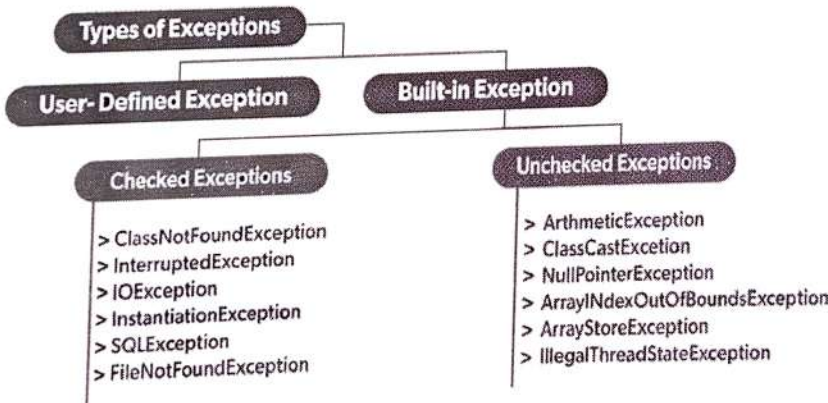 Types of Exceptions
User- Defined Exception
Built-in Exception
Checked Exceptions
> ClassNotFoundException
> InterruptedException
> IOException
> InstantiationException
> SQLException
> FileNotFoundException
Unchecked Exceptions
> ArthmeticException
> ClassCastExcetion
> NullPointerException
> ArrayINdexOutOfBoundsException
> ArrayStoreException
> IllegalThreadStateException